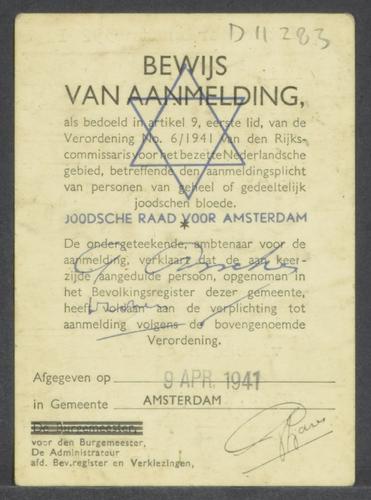 D 11 283
BEWIJS
VAN AANMELDING,
als bedoeld in artikel 9, eerste lid, van de
Verordening No. 6/1941 van den Rijks-
commissaris voor het bezette Nederlandsche
gebied, betreffende den aanmeldingsplicht
van personen van geheel of gedeeltelijk
joodschen bloede.
JOODSCHE RAAD VOOR AMSTERDAM
*
De ondergeteekende, ambtenaar voor de
aanmelding, verklaart dat de aan keer-
zijde aangeduide persoon, opgenomen in
het Bevolkingsregister dezer gemeente,
heeft voldaan aan de verplichting tot
aanmelding volgens de bovengenoemde
Verordening.
Afgegeven op 9 APR. 1941
in Gemeente AMSTERDAM
De Burgemeester,
voor den Burgemeester,
De Administrateur
afd. Bev.register en Verkiezingen,